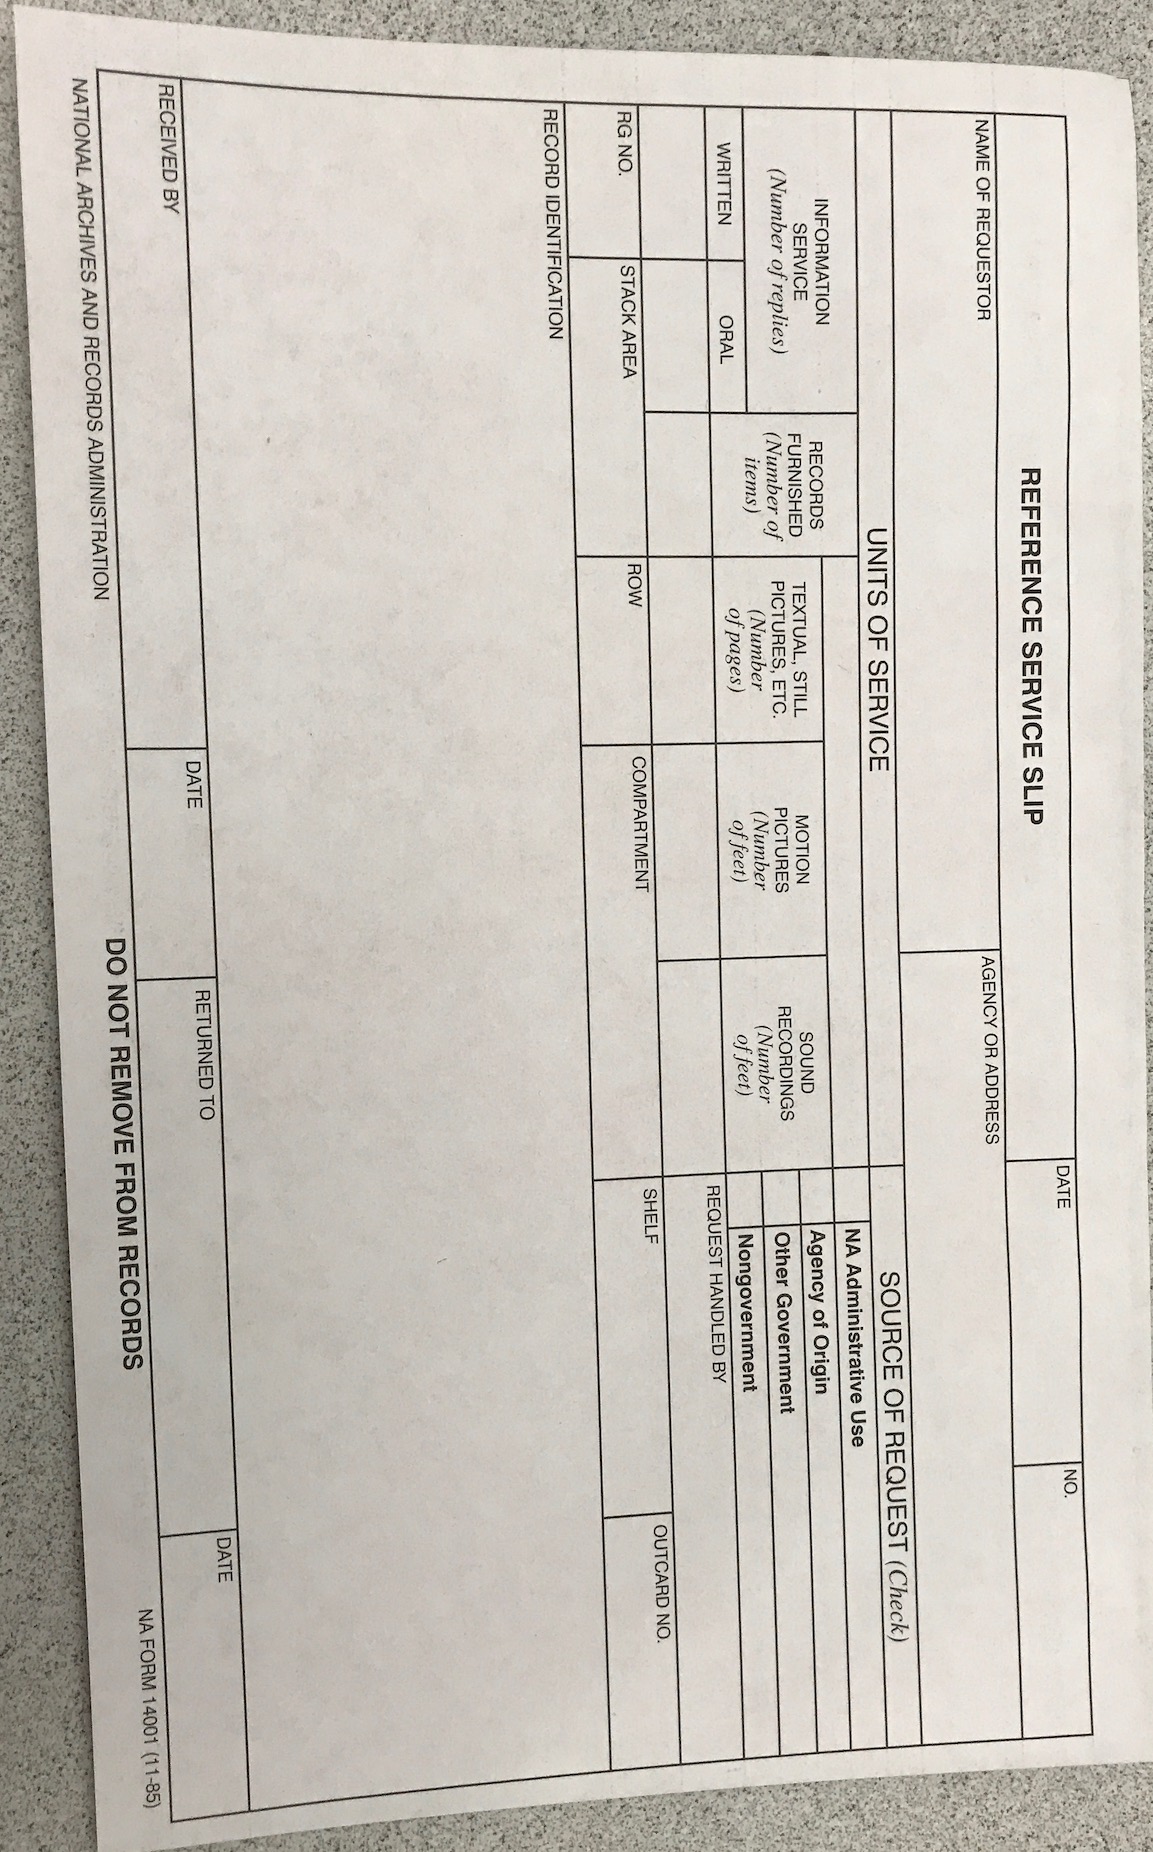 REFERENCE SERVICE SLIP
DATE
NO.
NAME OF REQUESTOR
AGENCY OR ADDRESS
UNITS OF SERVICE
SOURCE OF REQUEST (Check)
INFORMATION
SERVICE
(Number of replies)
WRITTEN
ORAL
RECORDS
FURNISHED
(Number of
items)
TEXTUAL, STILL
PICTURES, ETC.
(Number
of pages)
MOTION
PICTURES
(Number
of feet)
SOUND
RECORDINGS
(Number
of feet)
NA Administrative Use
Agency of Origin
Other Government
Nongovernment
REQUEST HANDLED BY
RG NO.
STACK AREA
ROW
COMPARTMENT
SHELF
OUTCARD NO.
RECORD IDENTIFICATION
RECEIVED BY
DATE
RETURNED TO
DATE
NATIONAL ARCHIVES AND RECORDS ADMINISTRATION
DO NOT REMOVE FROM RECORDS
NA FORM 14001 (11-85)